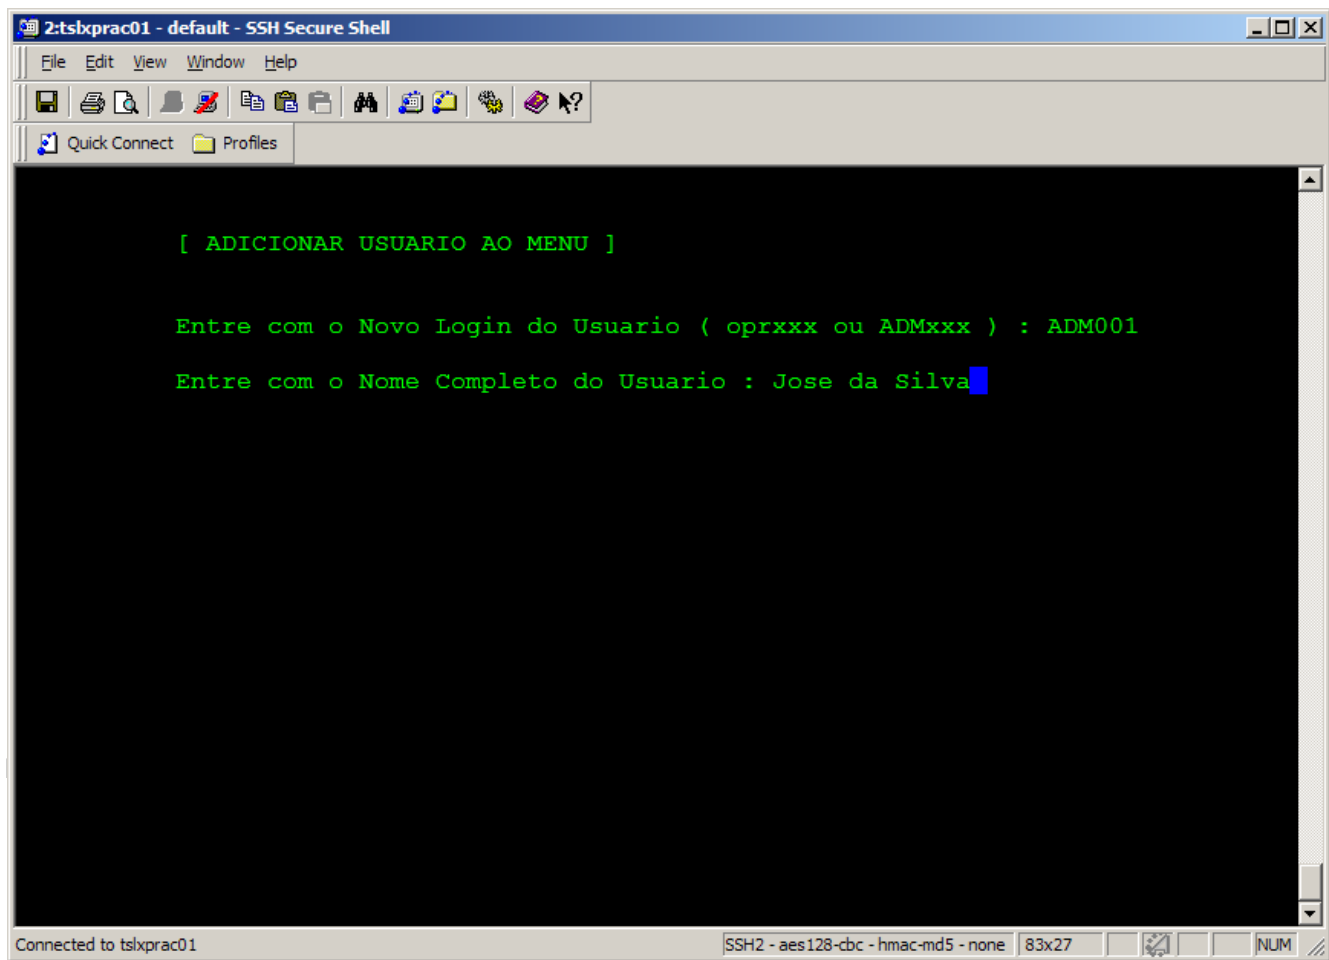 2:tslxprac01 - default - SSH Secure Shell
File Edit View Window Help
Quick Connect Profiles
[ ADICIONAR USUARIO AO MENU ]
Entre com o Novo Login do Usuario ( oprxxx ou ADMxxx ) : ADM001
Entre com o Nome Completo do Usuario : Jose da Silva
Connected to tslxprac01 SSH2 - aes128-cbc - hmac-md5 - none 83x27 NUM